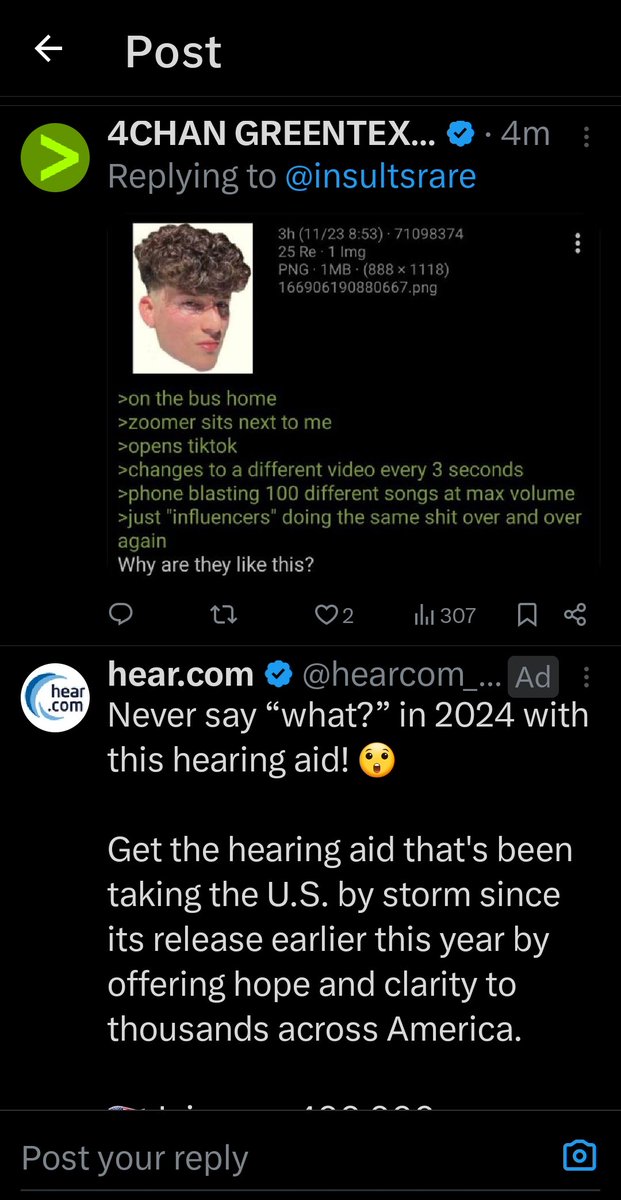 Post
4CHAN GREENTEX... · 4m
Replying to @insultsrare
3h (11/23 8:53) · 71098374
25 Re · 1 Img
PNG · 1MB · (888 × 1118)
166906190880667.png
>on the bus home
>zoomer sits next to me
>opens tiktok
>changes to a different video every 3 seconds
>phone blasting 100 different songs at max volume
>just "influencers" doing the same shit over and over
again
Why are they like this?
2 307
hear
.com
hear.com @hearcom_... Ad
Never say “what?” in 2024 with
this hearing aid! 😲
Get the hearing aid that's been
taking the U.S. by storm since
its release earlier this year by
offering hope and clarity to
thousands across America.
Post your reply